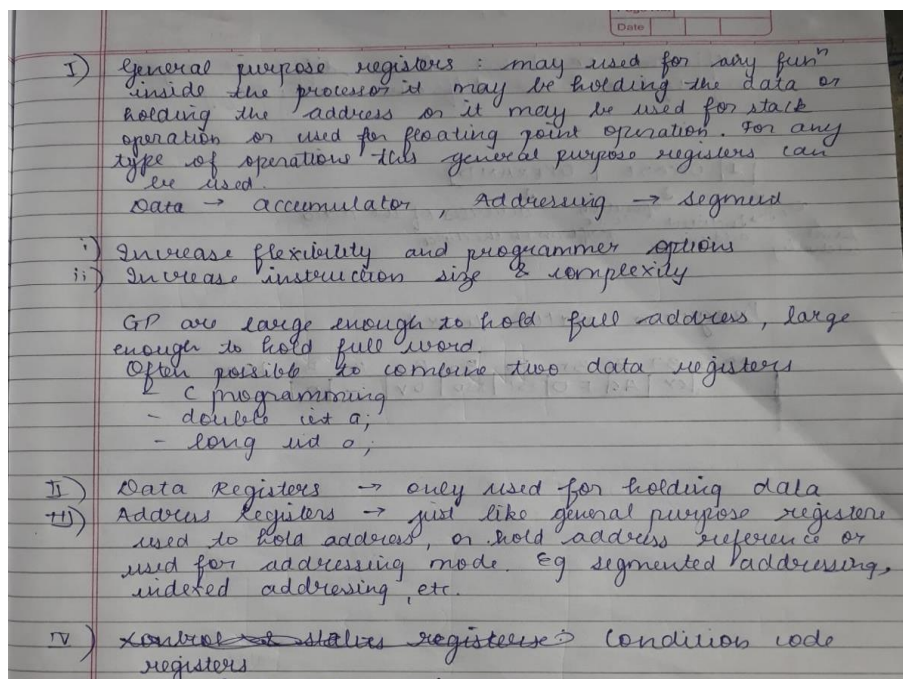 Date
I) General purpose registers : may used for any funⁿ
inside the processor it may be holding the data or
holding the address or it may be used for stack
operation or used for floating point operation. For any
type of operations this general purpose registers can
be used.
Data → accumulator, Addressing → segment
i) Increase flexibility and programmer options
ii) Increase instruction size & complexity
GP are large enough to hold full address, large
enough to hold full word.
Often possible to combine two data registers
- C programming
- double int a;
- long int a;
II) Data Registers → only used for holding data
III) Address Registers → just like general purpose registers
used to hold address, or hold address reference or
used for addressing mode. Eg segmented addressing,
indexed addressing, etc.
IV) Condition code
registers